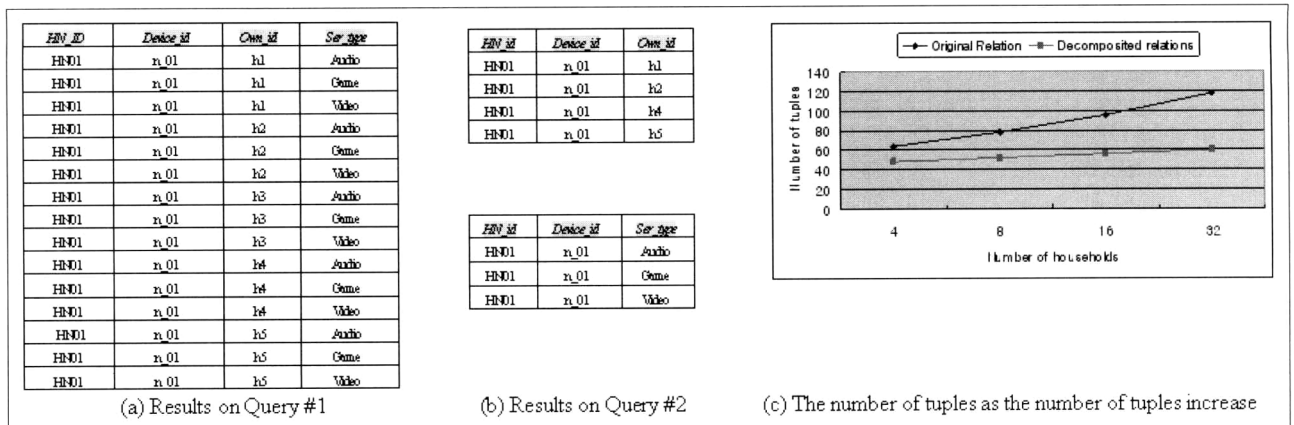 HN_ID Device_id Own_id Ser_type
HN01 n_01 h1 Audio
HN01 n_01 h1 Game
HN01 n_01 h1 Video
HN01 n_01 h2 Audio
HN01 n_01 h2 Game
HN01 n_01 h2 Video
HN01 n_01 h3 Audio
HN01 n_01 h3 Game
HN01 n_01 h3 Video
HN01 n_01 h4 Audio
HN01 n_01 h4 Game
HN01 n_01 h4 Video
HN01 n_01 h5 Audio
HN01 n_01 h5 Game
HN01 n_01 h5 Video
(a) Results on Query #1
HN_id Device_id Own_id
HN01 n_01 h1
HN01 n_01 h2
HN01 n_01 h4
HN01 n_01 h5
HN_id Device_id Ser_type
HN01 n_01 Audio
HN01 n_01 Game
HN01 n_01 Video
(b) Results on Query #2
Original Relation Decomposited relations
Number of tuples
140
120
100
80
60
40
20
0
4 8 16 32
Number of households
(c) The number of tuples as the number of tuples increase